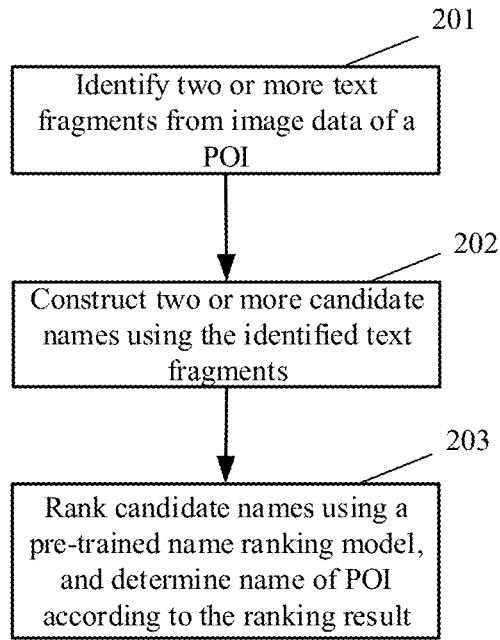 201
Identify two or more text
fragments from image data of a
POI
202
Construct two or more candidate
names using the identified text
fragments
203
Rank candidate names using a
pre-trained name ranking model,
and determine name of POI
according to the ranking result